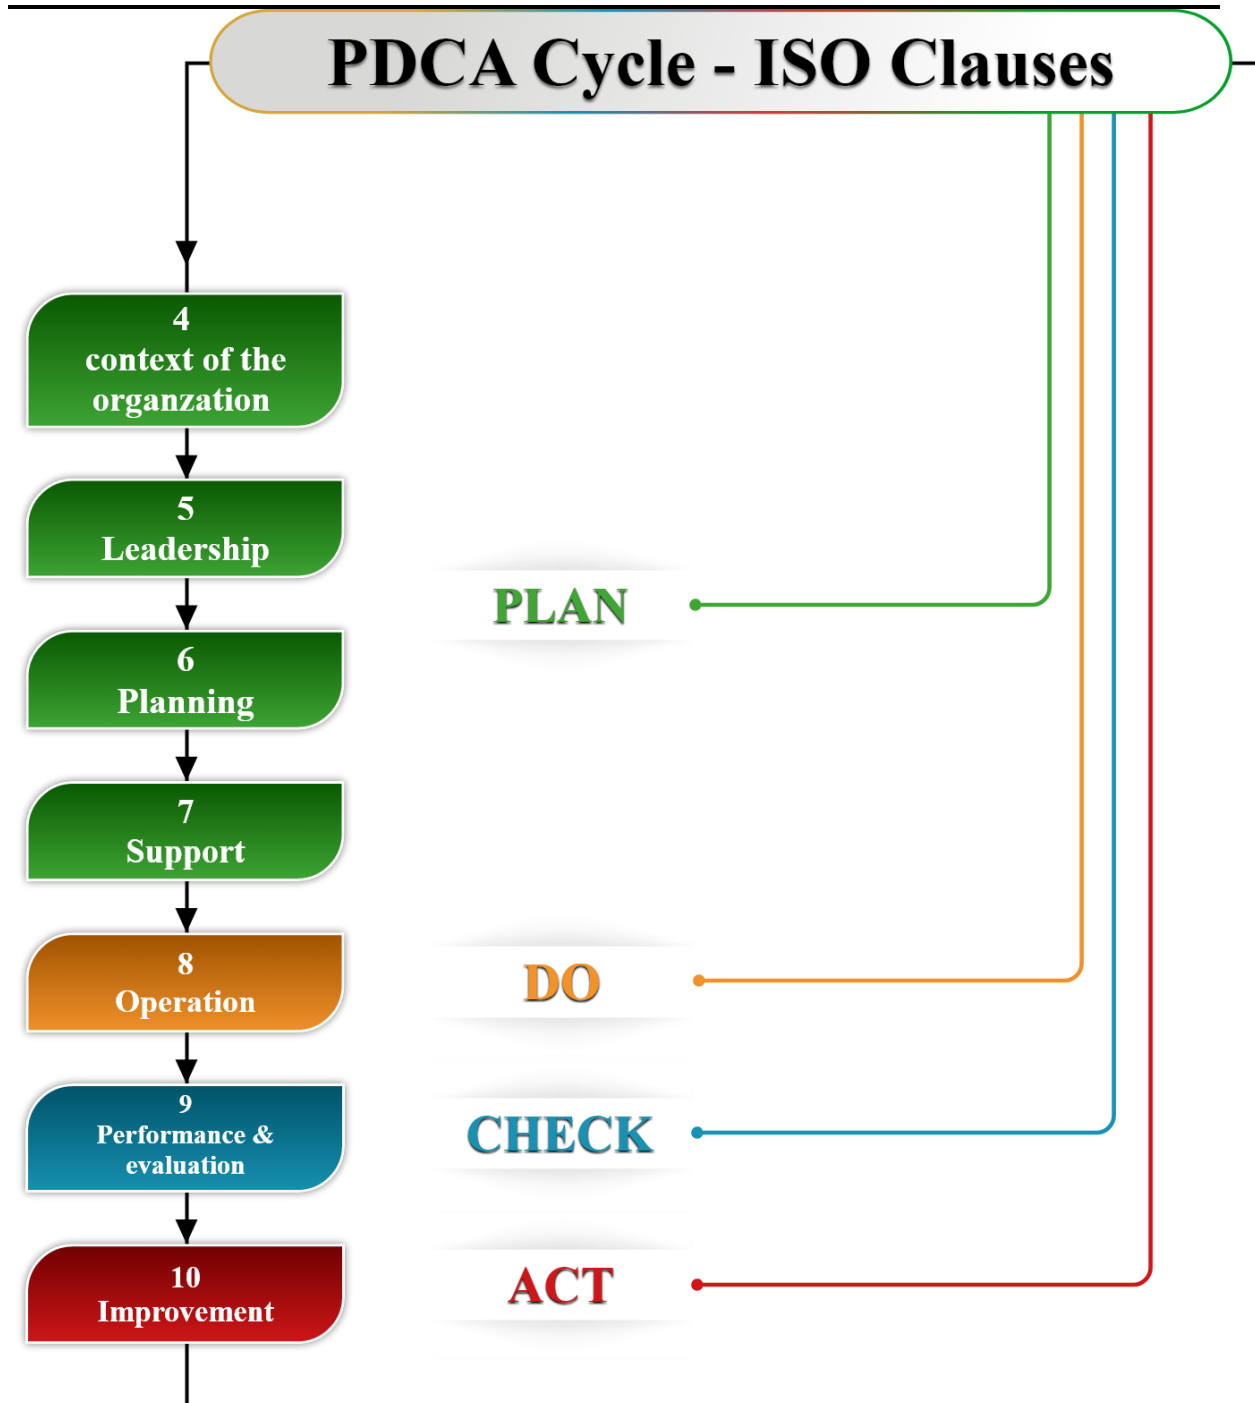 PDCA Cycle - ISO Clauses
4
context of the
organzation
5
Leadership
6
Planning
7
Support
PLAN
8
Operation
DO
9
Performance &
evaluation
CHECK
10
Improvement
ACT